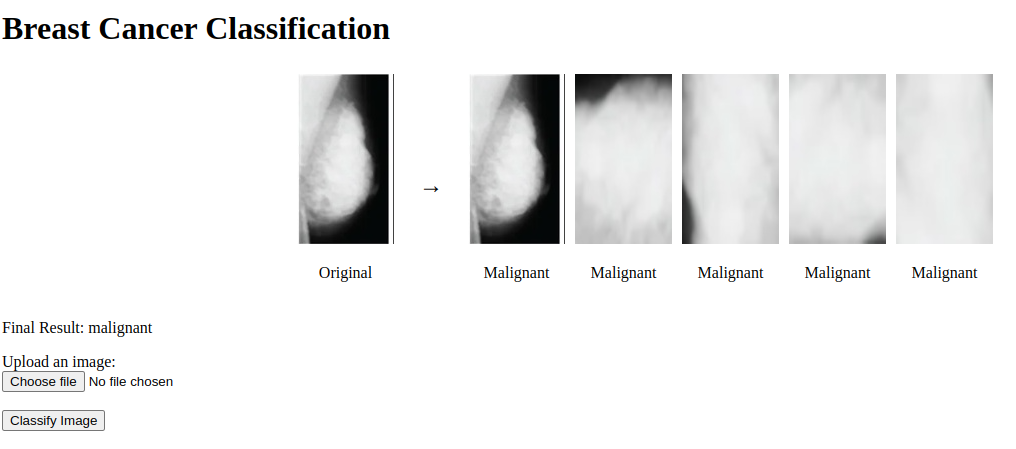 Breast Cancer Classification
→
Original Malignant Malignant Malignant Malignant Malignant
Final Result: malignant
Upload an image:
Choose file No file chosen
Classify Image